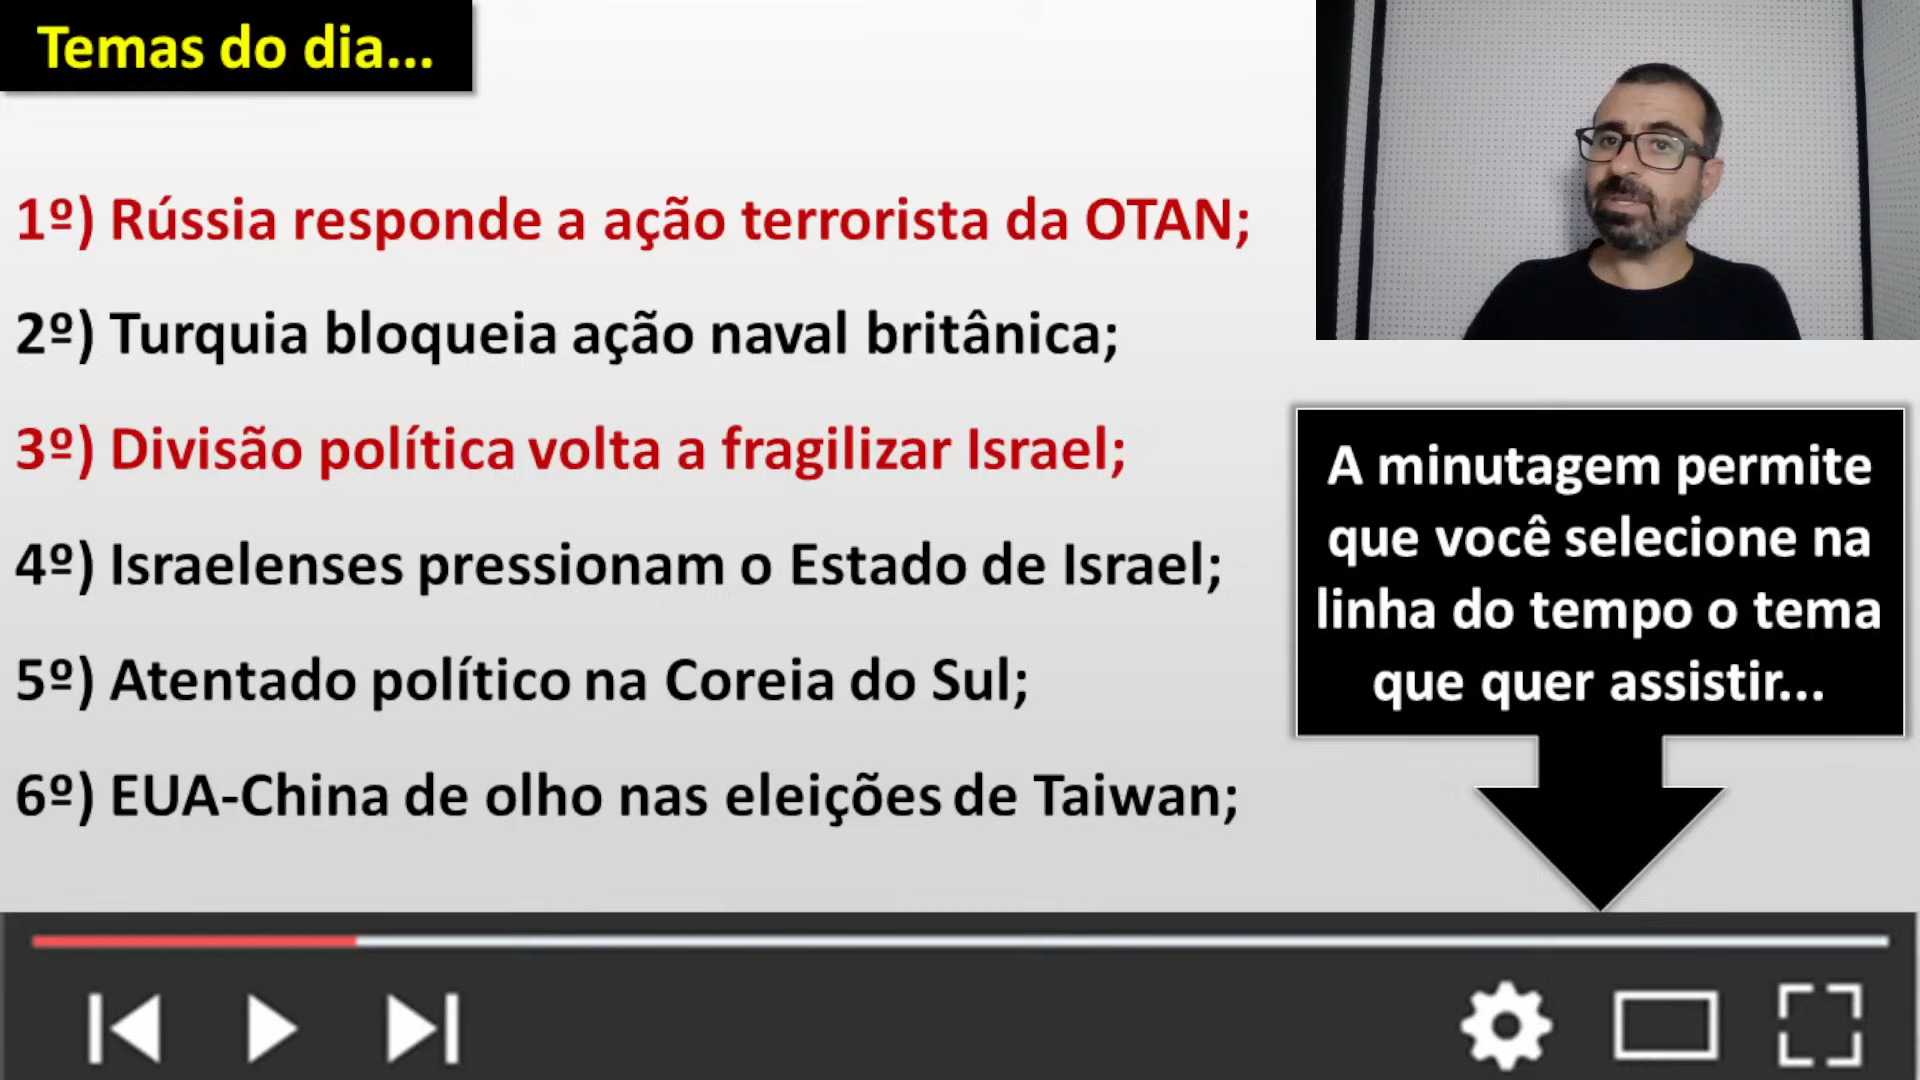 Temas do dia...
1º) Rússia responde a ação terrorista da OTAN;
2º) Turquia bloqueia ação naval britânica;
3º) Divisão política volta a fragilizar Israel;
4º) Israelenses pressionam o Estado de Israel;
5º) Atentado político na Coreia do Sul;
6º) EUA-China de olho nas eleições de Taiwan;
A minutagem permite
que você selecione na
linha do tempo o tema
que quer assistir...